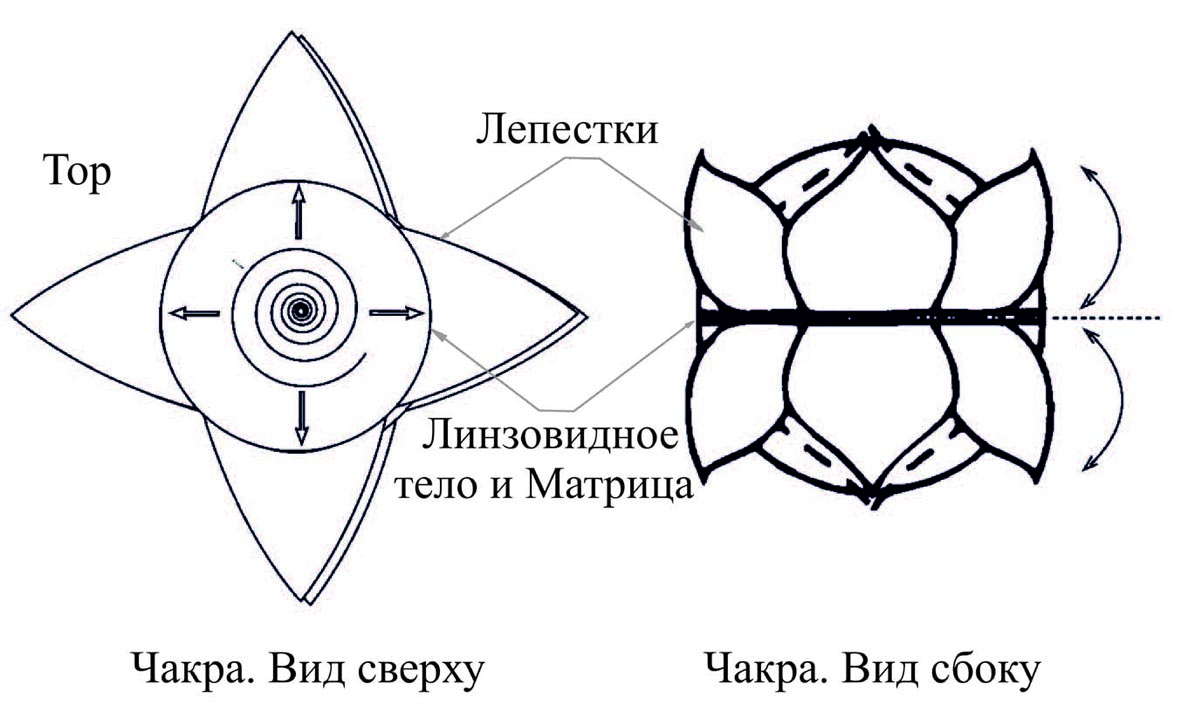 Тор
Лепестки
Линзовидное
тело и Матрица
Чакра. Вид сверху
Чакра. Вид сбоку